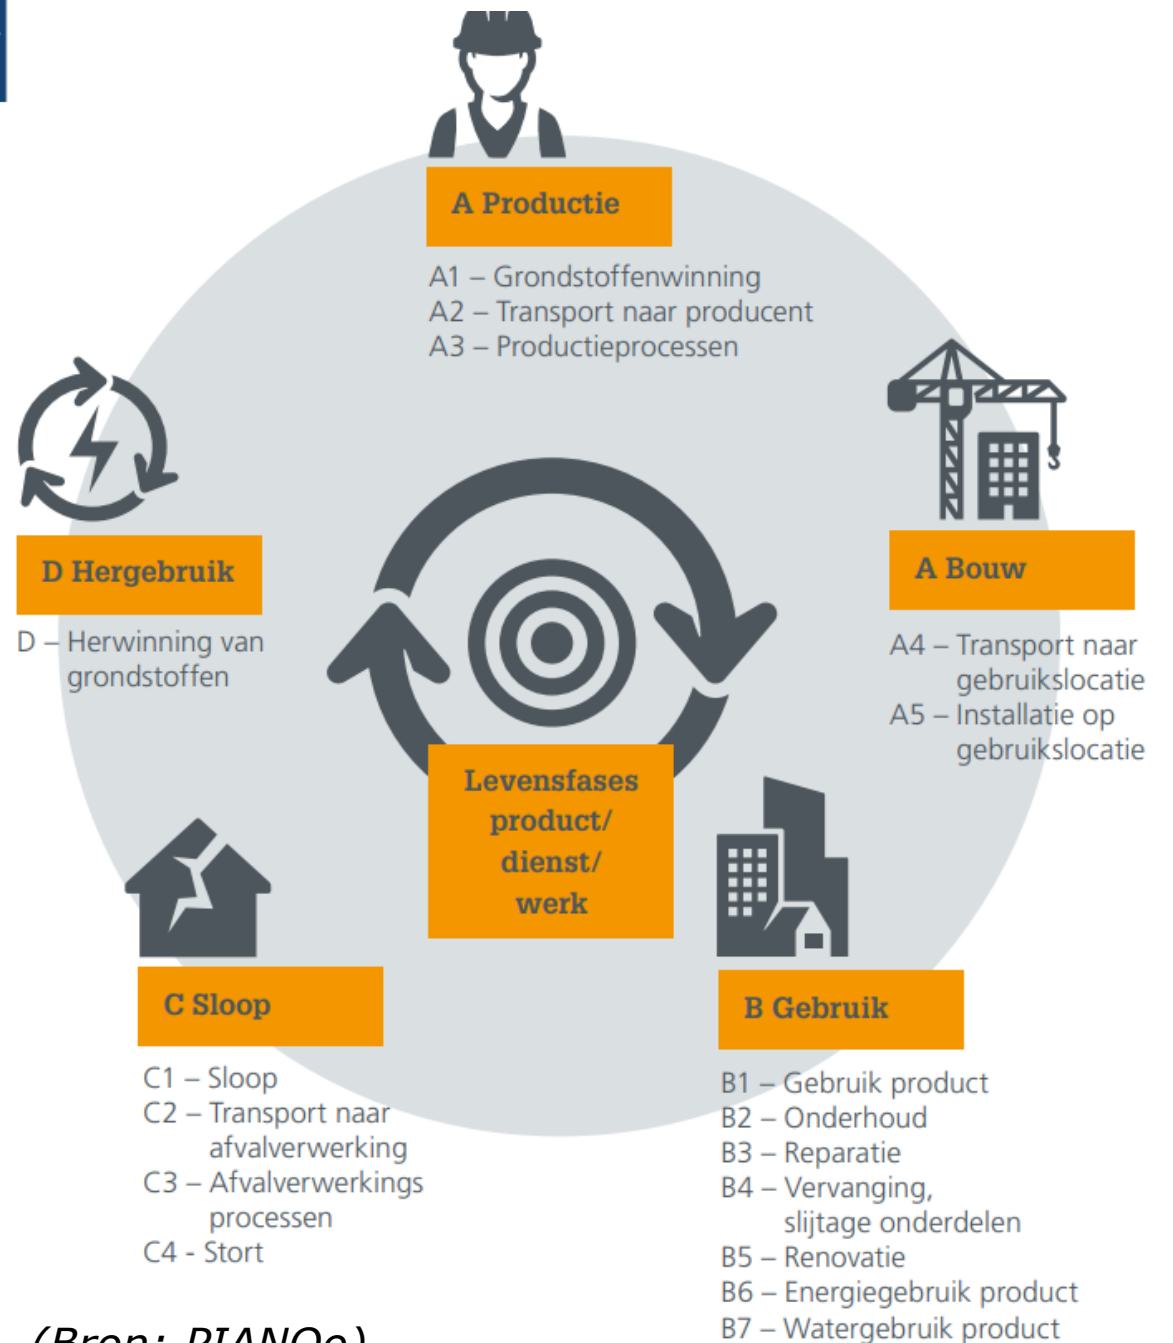 A Productie
A1 – Grondstoffenwinning
A2 – Transport naar producent
A3 – Productieprocessen
A Bouw
A4 – Transport naar
gebruikslocatie
A5 – Installatie op
gebruikslocatie
B Gebruik
B1 – Gebruik product
B2 – Onderhoud
B3 – Reparatie
B4 – Vervanging,
slijtage onderdelen
B5 – Renovatie
B6 – Energiegebruik product
B7 – Watergebruik product
C Sloop
C1 – Sloop
C2 – Transport naar
afvalverwerking
C3 – Afvalverwerkings
processen
C4 - Stort
D Hergebruik
D – Herwinning van
grondstoffen
Levensfases
product/
dienst/
werk
(Bron: PIANOo)